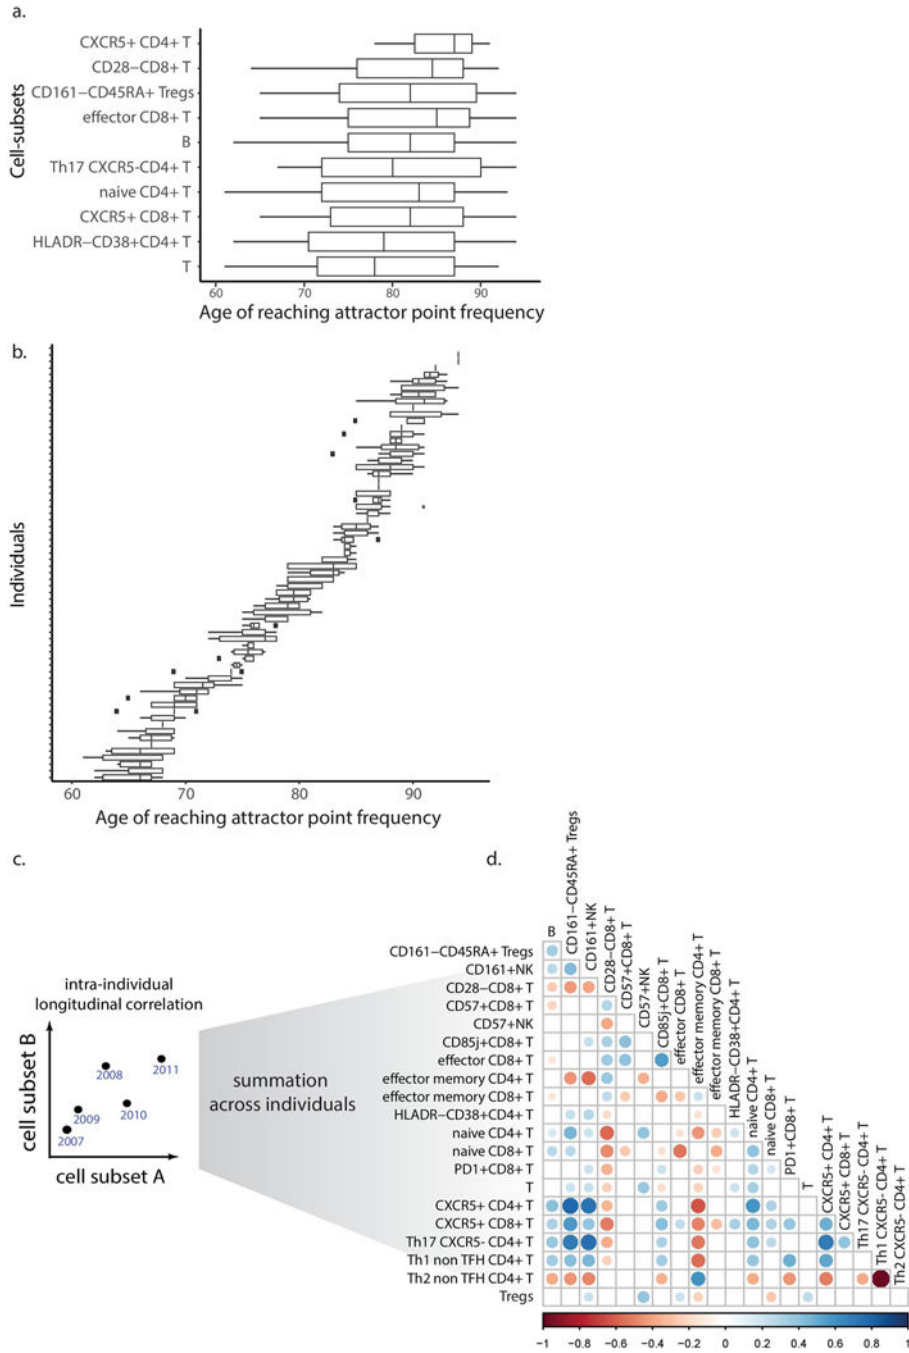 a.
CXCR5+ CD4+ T
CD28−CD8+ T
CD161−CD45RA+ Tregs
effector CD8+ T
B
Th17 CXCR5-CD4+ T
naive CD4+ T
CXCR5+ CD8+ T
HLADR−CD38+CD4+ T
T
Cell-subsets
60 70 80 90
Age of reaching attractor point frequency
b.
Individuals
60 70 80 90
Age of reaching attractor point frequency
c.
intra-individual
longitudinal correlation
cell subset B
2008
2011
2009
2010
2007
cell subset A
summation
across individuals
d.
B
CD161−CD45RA+ Tregs
CD161+NK
CD28−CD8+ T
CD57+CD8+ T
CD57+NK
CD85j+CD8+ T
effector CD8+ T
effector memory CD4+ T
effector memory CD8+ T
HLADR−CD38+CD4+ T
naive CD4+ T
naive CD8+ T
PD1+CD8+ T
T
CXCR5+ CD4+ T
CXCR5+ CD8+ T
Th17 CXCR5- CD4+ T
Th1 CXCR5- CD4+ T
Th2 CXCR5- CD4+ T
CD161−CD45RA+ Tregs
CD161+NK
CD28−CD8+ T
CD57+CD8+ T
CD57+NK
CD85j+CD8+ T
effector CD8+ T
effector memory CD4+ T
effector memory CD8+ T
HLADR−CD38+CD4+ T
naive CD4+ T
naive CD8+ T
PD1+CD8+ T
T
CXCR5+ CD4+ T
CXCR5+ CD8+ T
Th17 CXCR5- CD4+ T
Th1 non TFH CD4+ T
Th2 non TFH CD4+ T
Tregs
−1 −0.8 −0.6 −0.4 −0.2 0 0.2 0.4 0.6 0.8 1